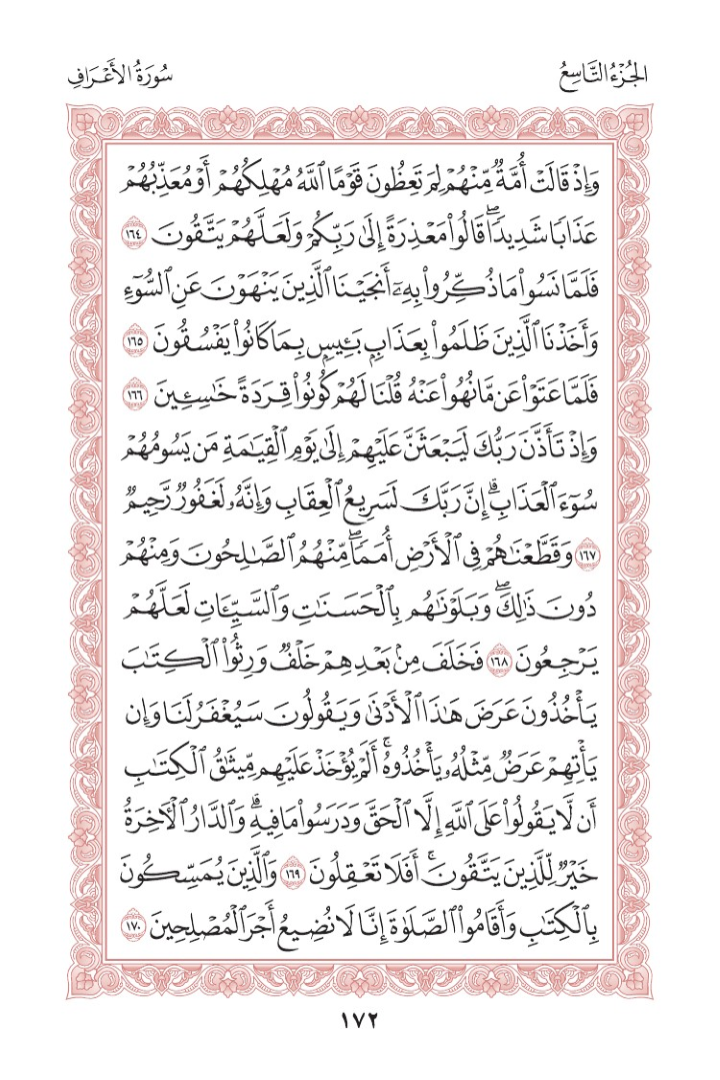 الجُزْءُ التَّاسِعُ
سُورَةُ الأَعْرَافِ
وَإِذۡ قَالَتۡ أُمَّةٞ مِّنۡهُمۡ لِمَ تَعِظُونَ قَوۡمًا ٱللَّهُ مُهۡلِكُهُمۡ أَوۡ مُعَذِّبُهُمۡ
عَذَابٗا شَدِيدٗاۖ قَالُواْ مَعۡذِرَةً إِلَىٰ رَبِّكُمۡ وَلَعَلَّهُمۡ يَتَّقُونَ ١٦٤
فَلَمَّا نَسُواْ مَا ذُكِّرُواْ بِهِۦٓ أَنجَيۡنَا ٱلَّذِينَ يَنۡهَوۡنَ عَنِ ٱلسُّوٓءِ
وَأَخَذۡنَا ٱلَّذِينَ ظَلَمُواْ بِعَذَابِۭ بَـِٔيسِۭ بِمَا كَانُواْ يَفۡسُقُونَ ١٦٥
فَلَمَّا عَتَوۡاْ عَن مَّا نُهُواْ عَنۡهُ قُلۡنَا لَهُمۡ كُونُواْ قِرَدَةً خَٰسِـِٔينَ ١٦٦
وَإِذۡ تَأَذَّنَ رَبُّكَ لَيَبۡعَثَنَّ عَلَيۡهِمۡ إِلَىٰ يَوۡمِ ٱلۡقِيَٰمَةِ مَن يَسُومُهُمۡ
سُوٓءَ ٱلۡعَذَابِۗ إِنَّ رَبَّكَ لَسَرِيعُ ٱلۡعِقَابِ وَإِنَّهُۥ لَغَفُورٞ رَّحِيمٞ
١٦٧ وَقَطَّعۡنَٰهُمۡ فِي ٱلۡأَرۡضِ أُمَمٗاۖ مِّنۡهُمُ ٱلصَّٰلِحُونَ وَمِنۡهُمۡ
دُونَ ذَٰلِكَۖ وَبَلَوۡنَٰهُم بِٱلۡحَسَنَٰتِ وَٱلسَّيِّـَٔاتِ لَعَلَّهُمۡ
يَرۡجِعُونَ ١٦٨ فَخَلَفَ مِنۢ بَعۡدِهِمۡ خَلۡفٞ وَرِثُواْ ٱلۡكِتَٰبَ
يَأۡخُذُونَ عَرَضَ هَٰذَا ٱلۡأَدۡنَىٰ وَيَقُولُونَ سَيُغۡفَرُ لَنَا وَإِن
يَأۡتِهِمۡ عَرَضٞ مِّثۡلُهُۥ يَأۡخُذُوهُۚ أَلَمۡ يُؤۡخَذۡ عَلَيۡهِم مِّيثَٰقُ ٱلۡكِتَٰبِ
أَن لَّا يَقُولُواْ عَلَى ٱللَّهِ إِلَّا ٱلۡحَقَّ وَدَرَسُواْ مَا فِيهِۗ وَٱلدَّارُ ٱلۡأٓخِرَةُ
خَيۡرٞ لِّلَّذِينَ يَتَّقُونَۚ أَفَلَا تَعۡقِلُونَ ١٦٩ وَٱلَّذِينَ يُمَسِّكُونَ
بِٱلۡكِتَٰبِ وَأَقَامُواْ ٱلصَّلَوٰةَ إِنَّا لَا نُضِيعُ أَجۡرَ ٱلۡمُصۡلِحِينَ ١٧٠
١٧٢